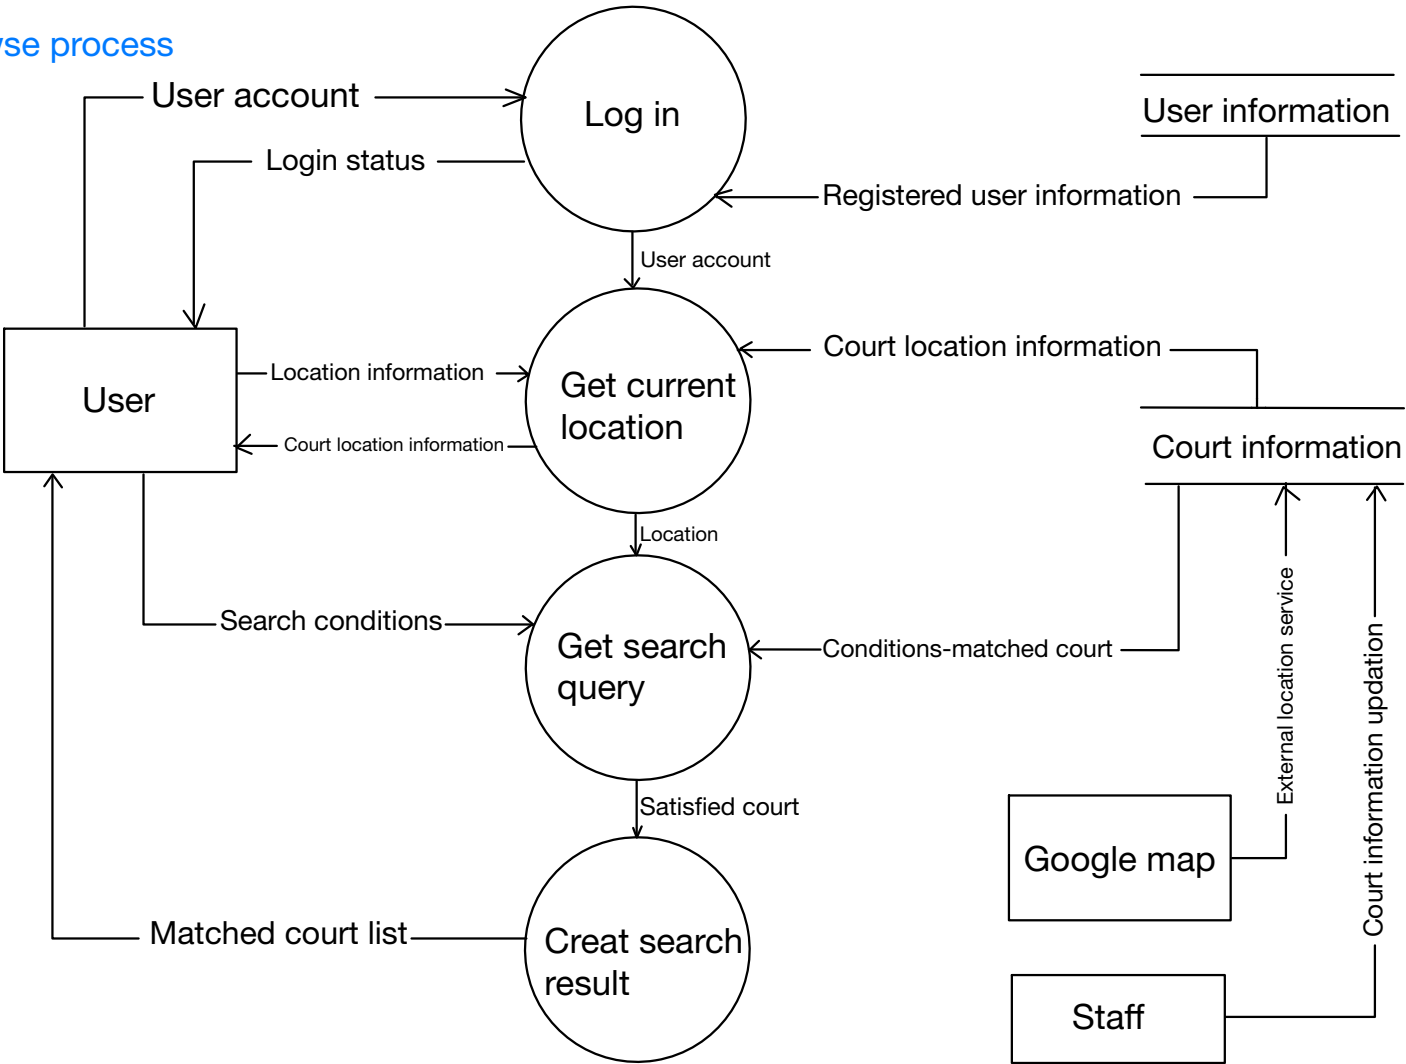 process
User account
Log in
User information
Login status
Registered user information
User account
Court location information
Location information
Get current
location
User
Court information
Court location information
Location
Search conditions
Get search
query
Conditions-matched court
External location service
Court information updation
Satisfied court
Google map
Matched court list
Creat search
result
Staff